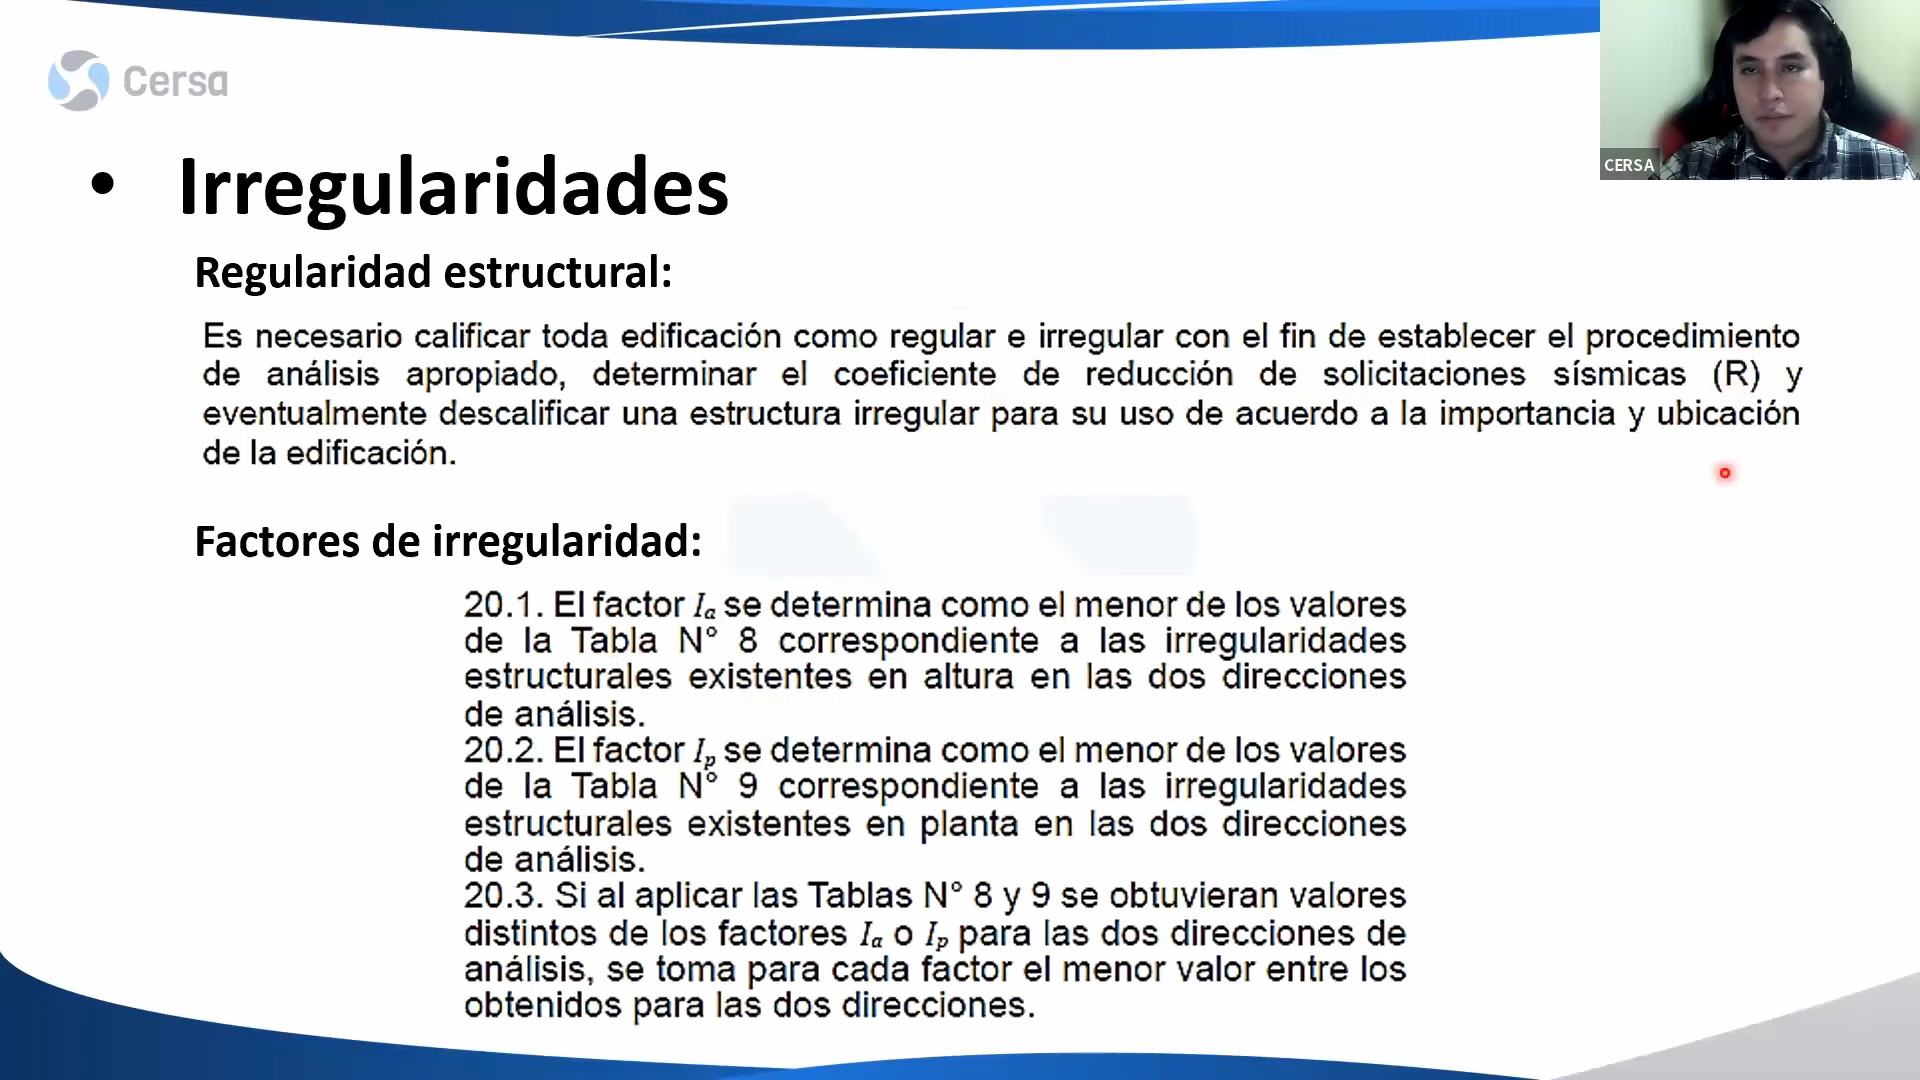 Cersa
CERSA
• Irregularidades
Regularidad estructural:
Es necesario calificar toda edificación como regular e irregular con el fin de establecer el procedimiento
de análisis apropiado, determinar el coeficiente de reducción de solicitaciones sísmicas (R) y
eventualmente descalificar una estructura irregular para su uso de acuerdo a la importancia y ubicación
de la edificación.
Factores de irregularidad:
20.1. El factor Iₐ se determina como el menor de los valores
de la Tabla N° 8 correspondiente a las irregularidades
estructurales existentes en altura en las dos direcciones
de análisis.
20.2. El factor Iₚ se determina como el menor de los valores
de la Tabla N° 9 correspondiente a las irregularidades
estructurales existentes en planta en las dos direcciones
de análisis.
20.3. Si al aplicar las Tablas N° 8 y 9 se obtuvieran valores
distintos de los factores Iₐ o Iₚ para las dos direcciones de
análisis, se toma para cada factor el menor valor entre los
obtenidos para las dos direcciones.